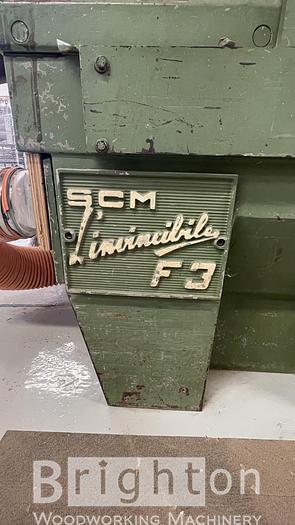 SCM
L'invincibile
F3
Brighton
WOODWORKING MACHINERY